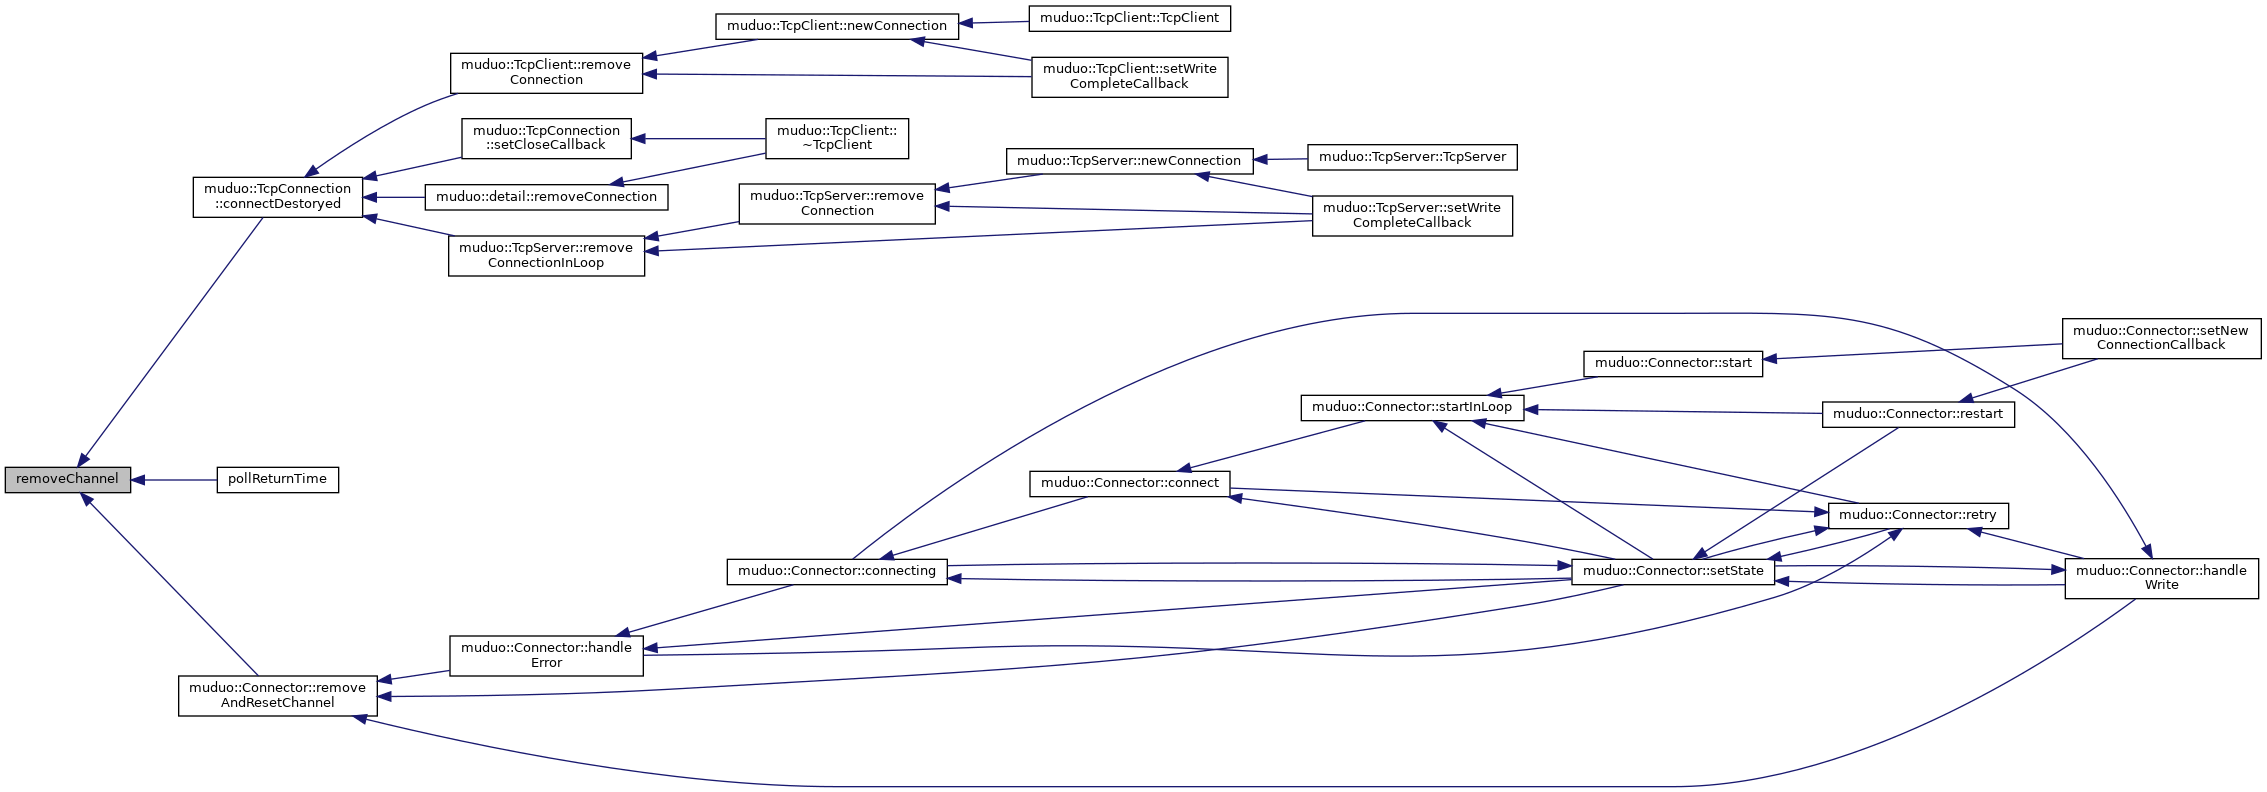 muduo::TcpClient::newConnection
muduo::TcpClient::TcpClient
muduo::TcpClient::remove
Connection
muduo::TcpClient::setWrite
CompleteCallback
muduo::TcpConnection
::setCloseCallback
muduo::TcpClient::
~TcpClient
muduo::TcpServer::newConnection
muduo::TcpServer::TcpServer
muduo::TcpConnection
::connectDestoryed
muduo::detail::removeConnection
muduo::TcpServer::remove
Connection
muduo::TcpServer::setWrite
CompleteCallback
muduo::TcpServer::remove
ConnectionInLoop
muduo::Connector::setNew
ConnectionCallback
muduo::Connector::start
muduo::Connector::startInLoop
muduo::Connector::restart
removeChannel
pollReturnTime
muduo::Connector::connect
muduo::Connector::retry
muduo::Connector::connecting
muduo::Connector::setState
muduo::Connector::handle
Write
muduo::Connector::handle
Error
muduo::Connector::remove
AndResetChannel